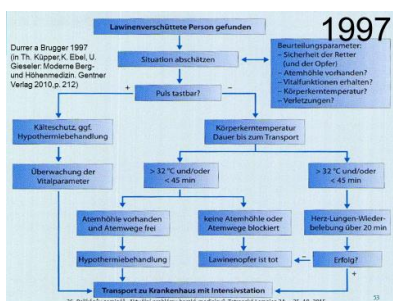 1997
Lawinenverschüttete Person gefunden
Durrer a Brugger 1997
(in Th. Küpper,K. Ebel, U.
Gieseler: Moderne Berg-
und Höhenmedizin. Gentner
Verlag 2010,p. 212)
Situation abschätzen
Beurteilungsparameter:
– Sicherheit der Retter
(und der Opfer)
– Atemhöhle vorhanden?
– Vitalfunktionen erhalten?
– Körperkerntemperatur?
– Verletzungen?
+
Puls tastbar?
–
Kälteschutz, ggf.
Hypothermiebehandlung
Körperkerntemperatur
Dauer bis zum Transport
Überwachung der
Vitalparameter
> 32 °C und/oder
< 45 min
> 32 °C und/oder
< 45 min
Atemhöhle vorhanden
und Atemwege frei
keine Atemhöhle oder
Atemwege blockiert
Herz-Lungen-Wieder-
belebung über 20 min
Hypothermiebehandlung
Lawinenopfer ist tot
–
Erfolg?
+
Transport zu Krankenhaus mit Intensivstation
13